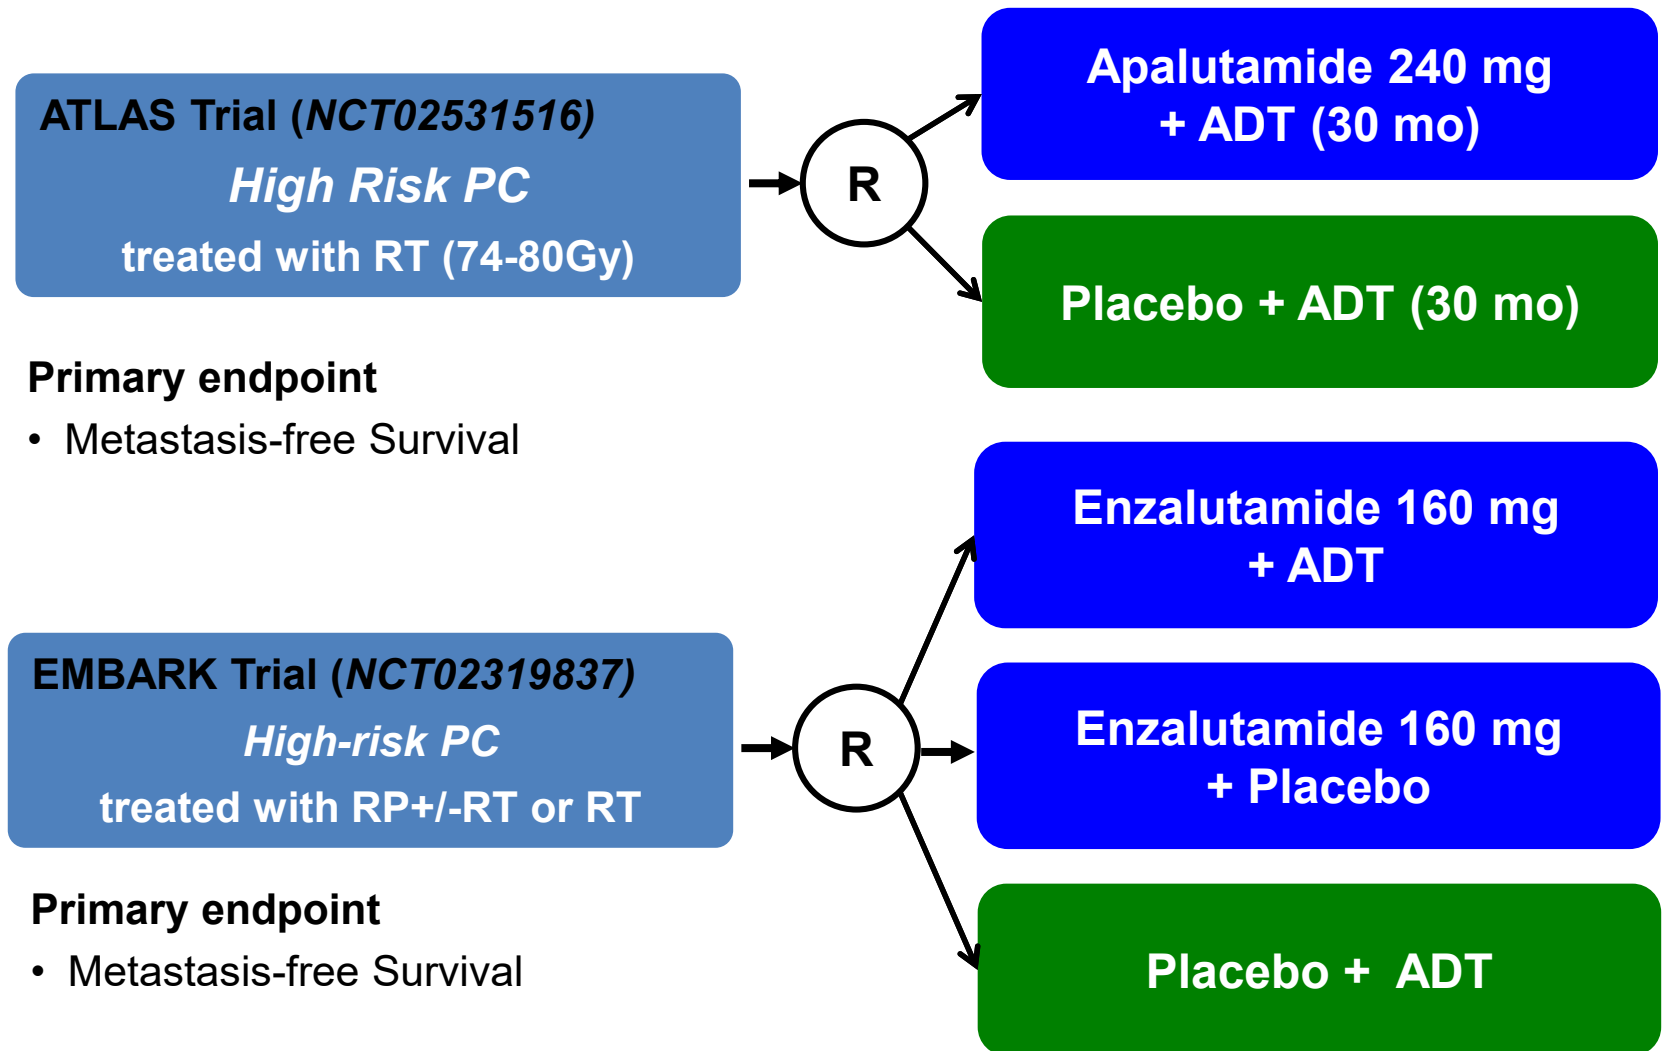 ATLAS Trial (NCT02531516)
High Risk PC
treated with RT (74-80Gy)
R
Apalutamide 240 mg
+ ADT (30 mo)
Placebo + ADT (30 mo)
Primary endpoint
• Metastasis-free Survival
EMBARK Trial (NCT02319837)
High-risk PC
treated with RP+/-RT or RT
R
Enzalutamide 160 mg
+ ADT
Enzalutamide 160 mg
+ Placebo
Placebo + ADT
Primary endpoint
• Metastasis-free Survival